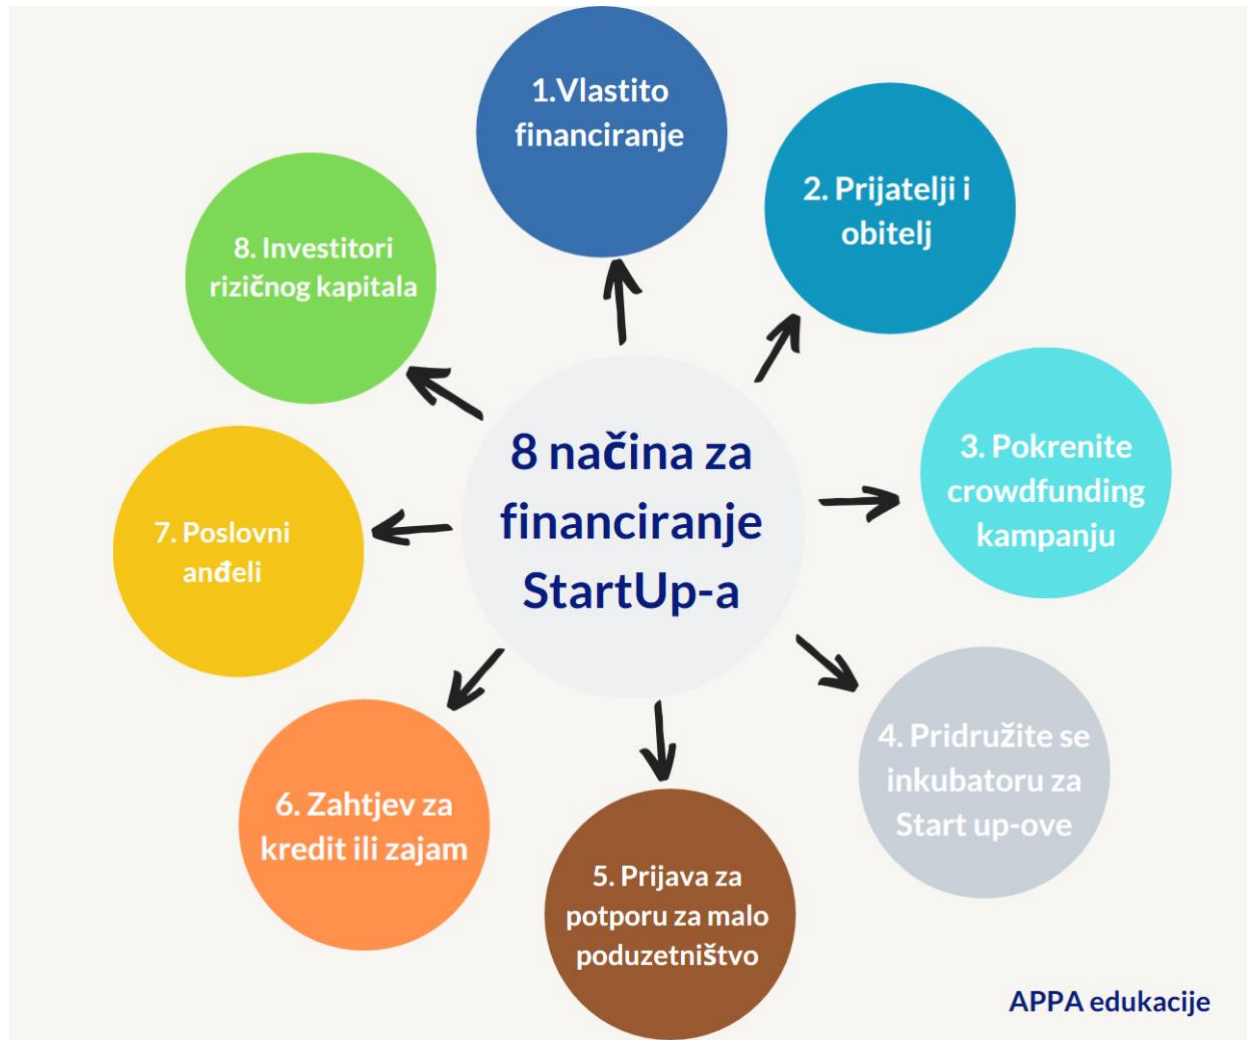 8 načina za
financiranje
StartUp-a
1.Vlastito
financiranje
2. Prijatelji i
obitelj
3. Pokrenite
crowdfunding
kampanju
4. Pridružite se
inkubatoru za
Start up-ove
5. Prijava za
potporu za malo
poduzetništvo
6. Zahtjev za
kredit ili zajam
7. Poslovni
anđeli
8. Investitori
rizičnog kapitala
APPA edukacije